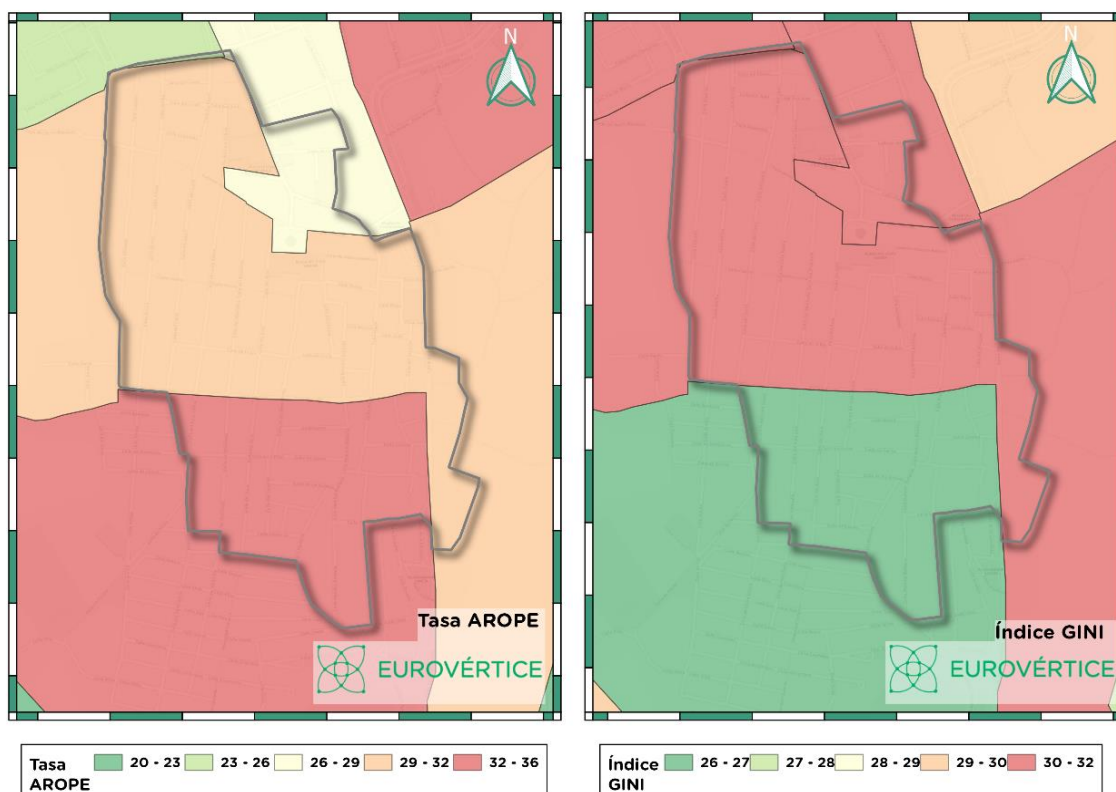 N
Tasa AROPE
EUROVÉRTICE
Tasa
AROPE
20 - 23
23 - 26
26 - 29
29 - 32
32 - 36
N
Índice GINI
EUROVÉRTICE
Índice
GINI
26 - 27
27 - 28
28 - 29
29 - 30
30 - 32